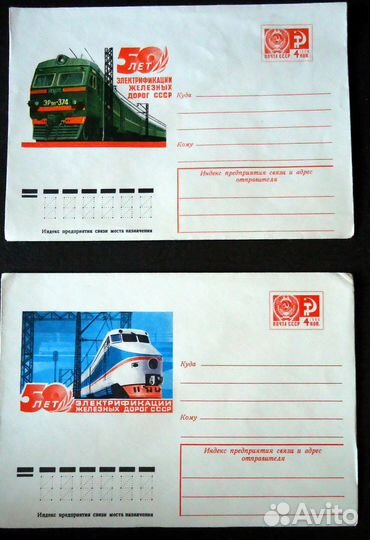 50
ЛЕТ
ЭЛЕКТРИФИКАЦИИ
ЖЕЛЕЗНЫХ
ДОРОГ СССР
ПОЧТА СССР
4
КОП.
Куда
Кому
Индекс предприятия связи и адрес
отправителя
Индекс предприятия связи места назначения
50
ЛЕТ
ЭЛЕКТРИФИКАЦИИ
ЖЕЛЕЗНЫХ ДОРОГ СССР
ПОЧТА СССР
4
КОП.
Куда
Кому
Индекс предприятия связи и адрес
отправителя
Индекс предприятия связи места назначения
Avito